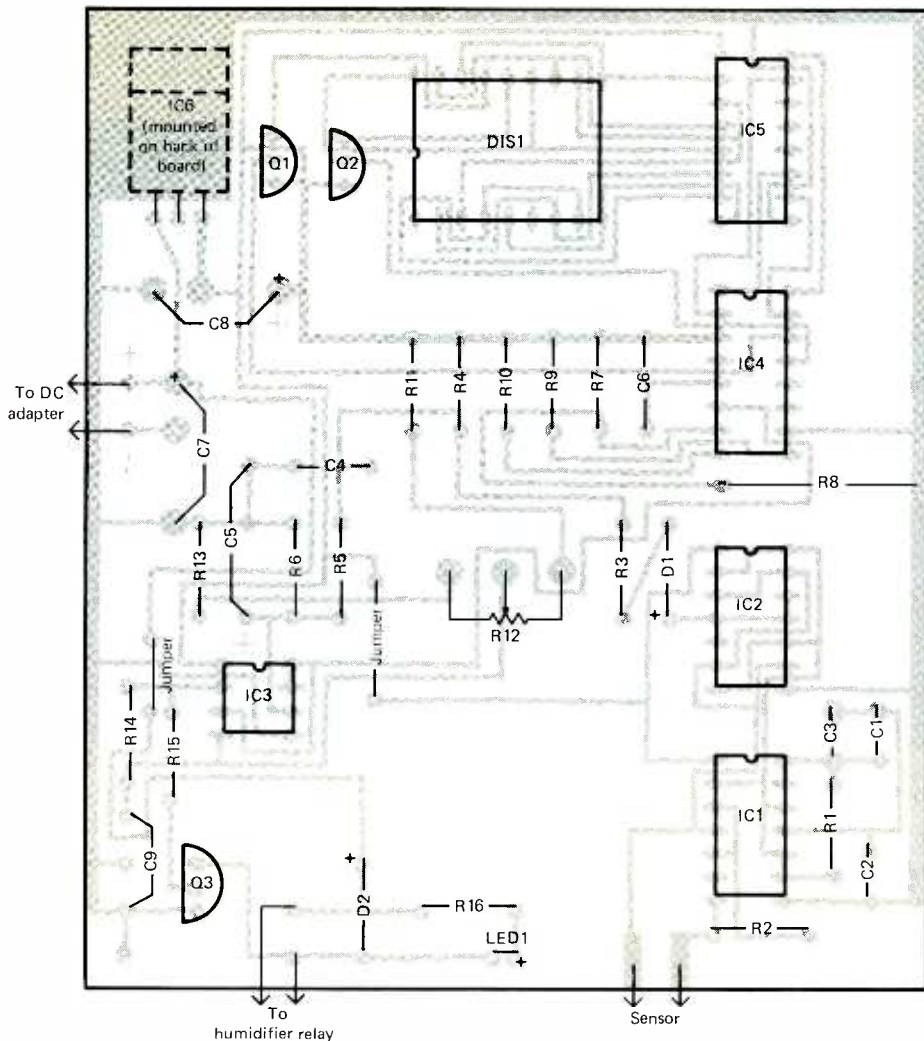 IC6
(mounted
on back of
board)
Q1
Q2
DIS1
IC5
C8
+
IC4
R11
R4
R10
R9
R7
C6
To DC
adapter
+
C7
C4
R8
R13
C5
R6
R5
R3
D1
+
IC2
R12
Jumper
Jumper
IC3
R14
R15
C3
C1
IC1
R1
C9
Q3
+
D2
R16
C2
LED1
+
R2
To
humidifier relay
Sensor